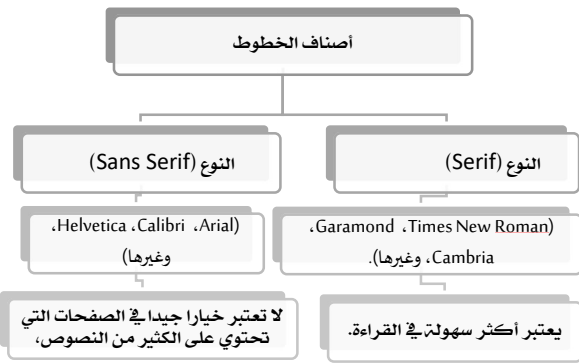 أصناف الخطوط
النوع (Serif)
النوع (Sans Serif)
(Garamond ،Times New Roman،
Cambria، وغيرها).
(Helvetica ،Calibri ،Arial،
وغيرها)
يعتبر أكثر سهولة في القراءة.
لا تعتبر خيارا جيدا في الصفحات التي
تحتوي على الكثير من النصوص،